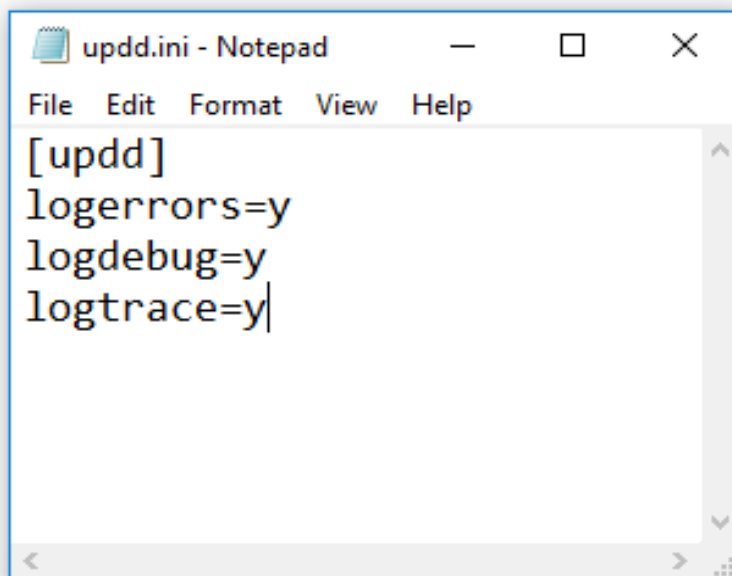 updd.ini - Notepad
File Edit Format View Help
[updd]
logerrors=y
logdebug=y
logtrace=y